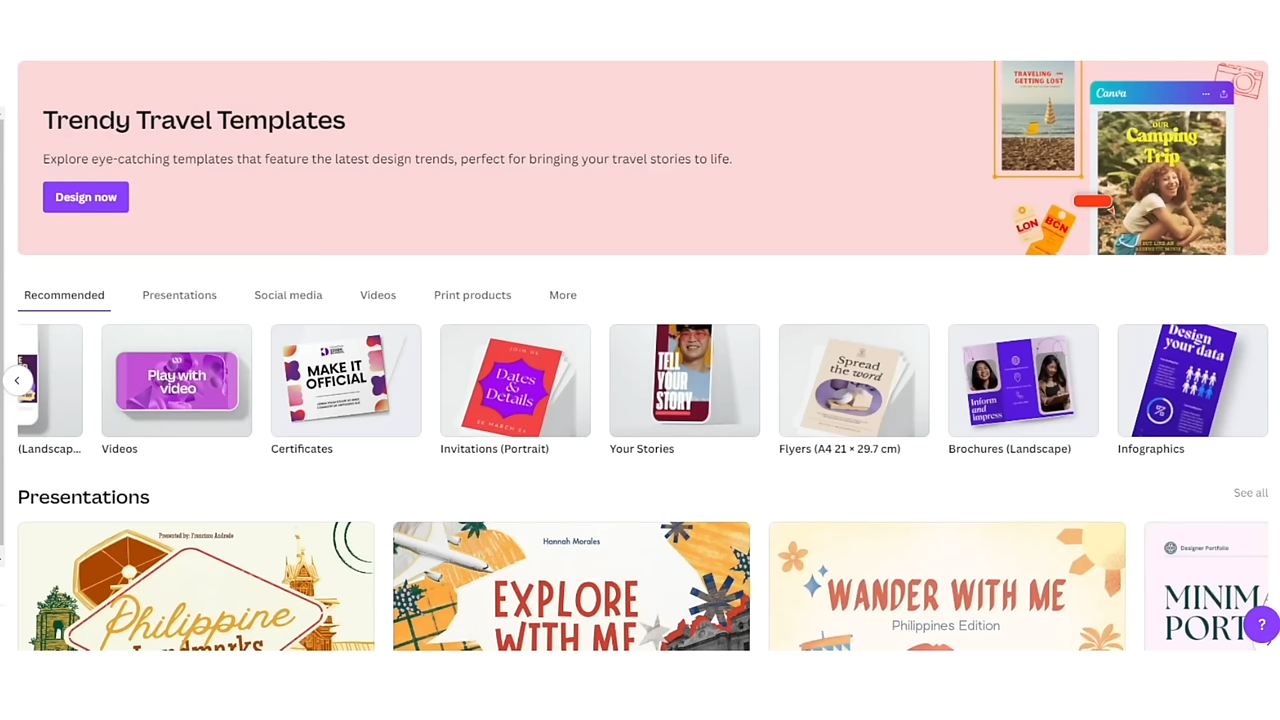 Trendy Travel Templates
Explore eye-catching templates that feature the latest design trends, perfect for bringing your travel stories to life.
Design now
TRAVELING
GETTING LOST
Canva
OUR
Camping
Trip
LON
BCN
Recommended
Presentations
Social media
Videos
Print products
More
Play with
video
MAKE IT
OFFICIAL
JOIN US
Dates
&
Details
TELL
YOUR
STORY
Spread
the word
Inform
and
impress
Design
your data
(Landscap...
Videos
Certificates
Invitations (Portrait)
Your Stories
Flyers (A4 21 × 29.7 cm)
Brochures (Landscape)
Infographics
Presentations
See all
Presented by: Francisco Andrade
Philippine
Hannah Morales
EXPLORE
WITH ME
WANDER WITH ME
Philippines Edition
Designer Portfolio
MINIMA
PORT
?